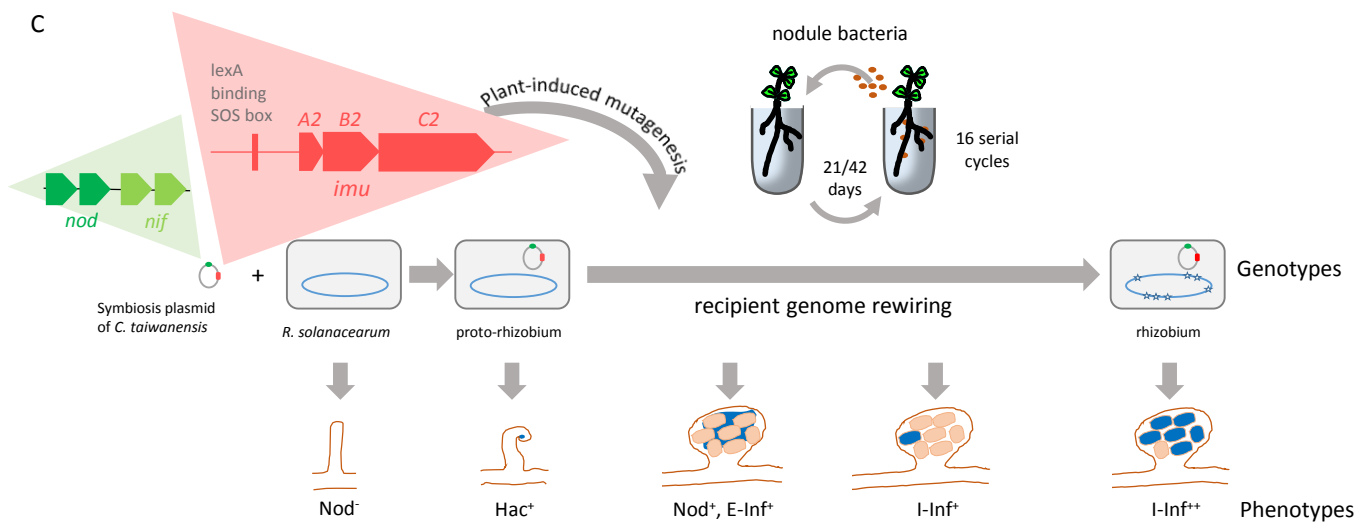 C
lexA
binding
SOS box
A2 B2 C2
imu
nod nif
Plant-induced mutagenesis
nodule bacteria
21/42
days
16 serial
cycles
+
Symbiosis plasmid
of C. taiwanensis
R. solanacearum
proto-rhizobium
recipient genome rewiring
rhizobium
Genotypes
Nod⁻
Hac⁺
Nod⁺, E-Inf⁺
I-Inf⁺
I-Inf⁺⁺
Phenotypes